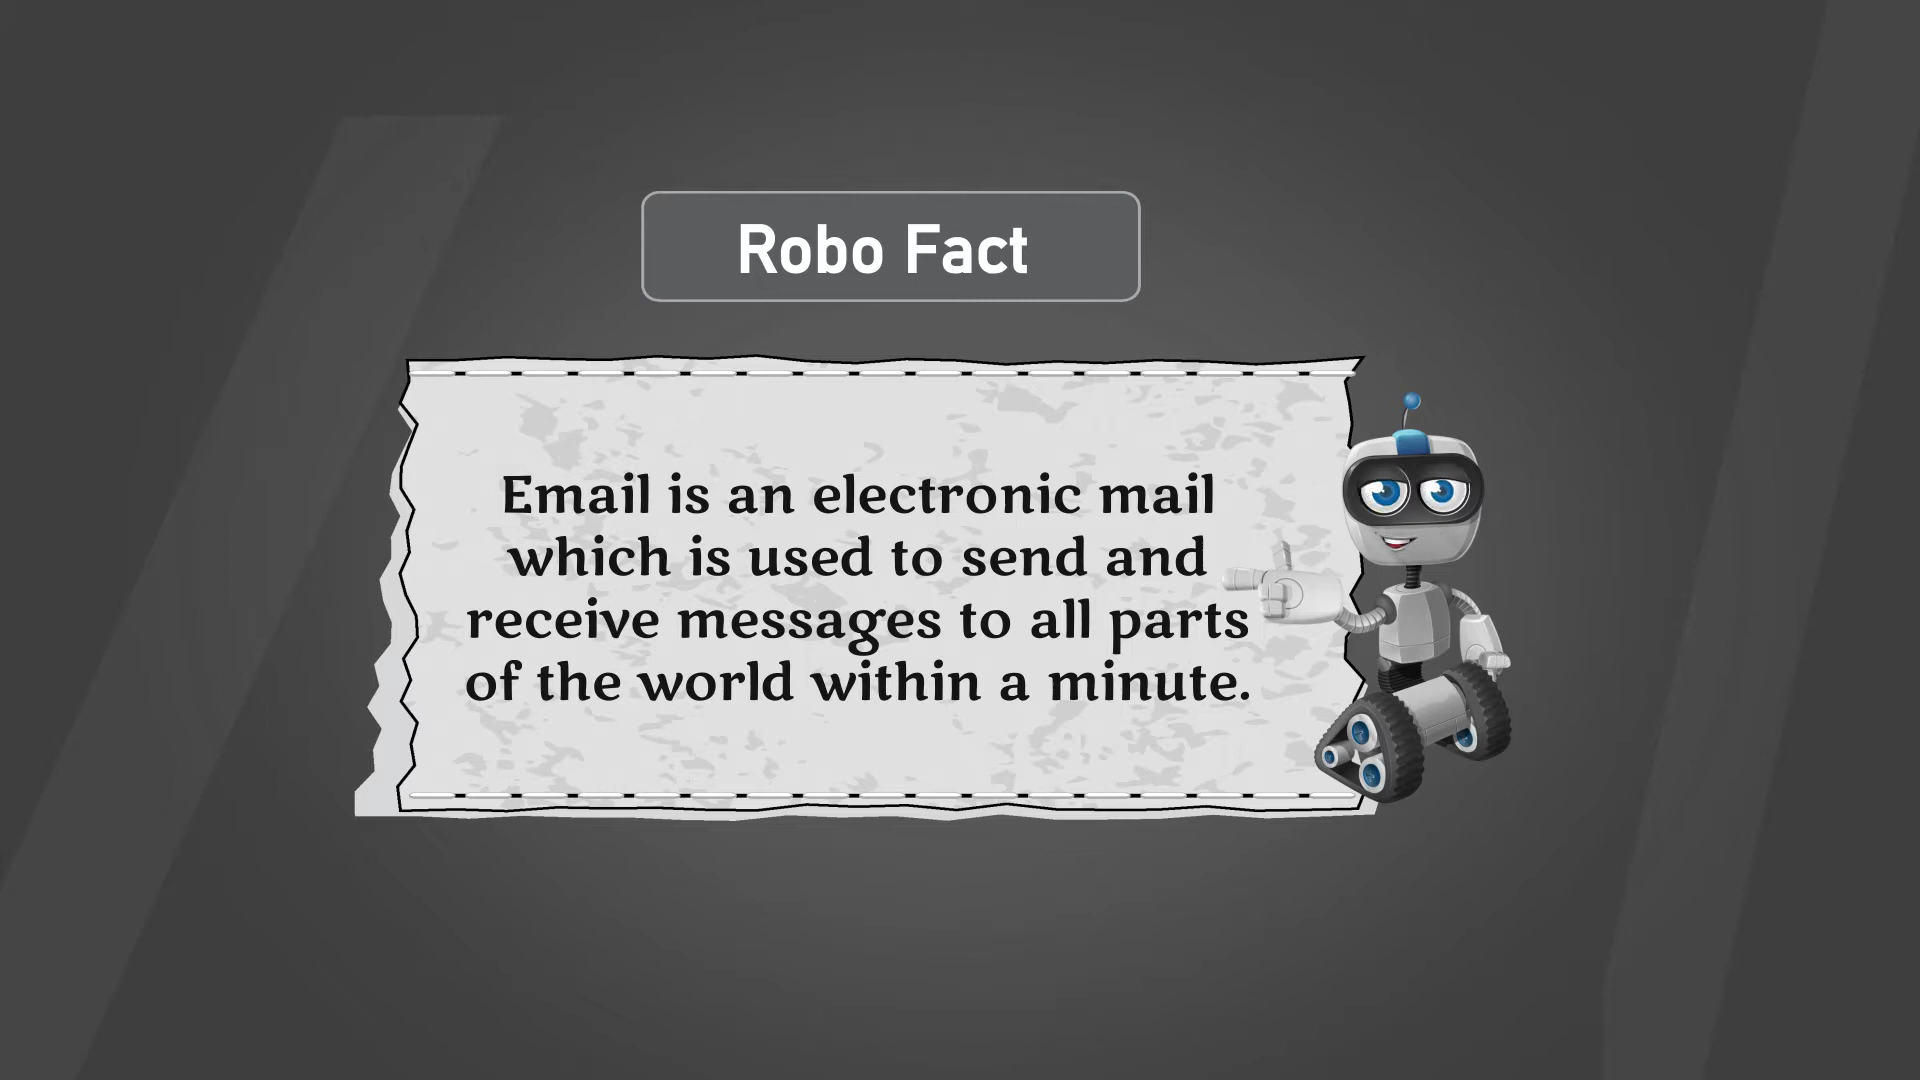 Robo Fact
Email is an electronic mail
which is used to send and
receive messages to all parts
of the world within a minute.